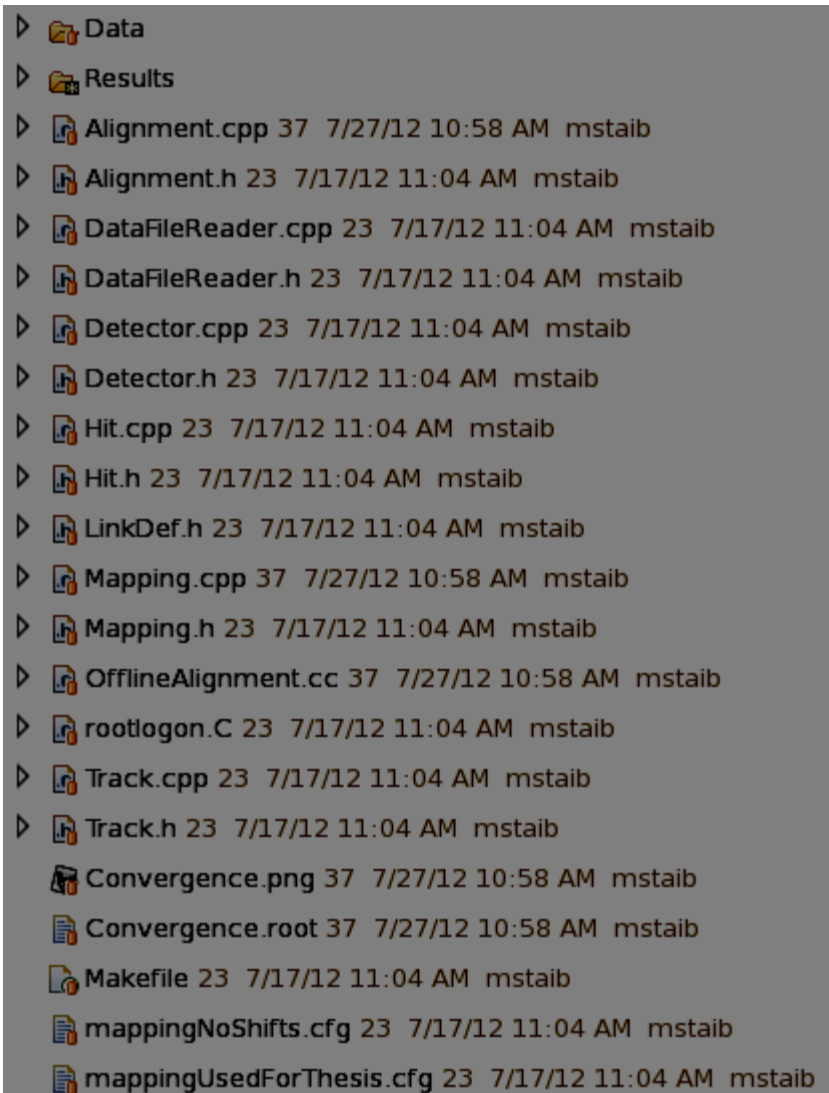 Data
Results
Alignment.cpp 37 7/27/12 10:58 AM mstaib
Alignment.h 23 7/17/12 11:04 AM mstaib
DataFileReader.cpp 23 7/17/12 11:04 AM mstaib
DataFileReader.h 23 7/17/12 11:04 AM mstaib
Detector.cpp 23 7/17/12 11:04 AM mstaib
Detector.h 23 7/17/12 11:04 AM mstaib
Hit.cpp 23 7/17/12 11:04 AM mstaib
Hit.h 23 7/17/12 11:04 AM mstaib
LinkDef.h 23 7/17/12 11:04 AM mstaib
Mapping.cpp 37 7/27/12 10:58 AM mstaib
Mapping.h 23 7/17/12 11:04 AM mstaib
OfflineAlignment.cc 37 7/27/12 10:58 AM mstaib
rootlogon.C 23 7/17/12 11:04 AM mstaib
Track.cpp 23 7/17/12 11:04 AM mstaib
Track.h 23 7/17/12 11:04 AM mstaib
Convergence.png 37 7/27/12 10:58 AM mstaib
Convergence.root 37 7/27/12 10:58 AM mstaib
Makefile 23 7/17/12 11:04 AM mstaib
mappingNoShifts.cfg 23 7/17/12 11:04 AM mstaib
mappingUsedForThesis.cfg 23 7/17/12 11:04 AM mstaib